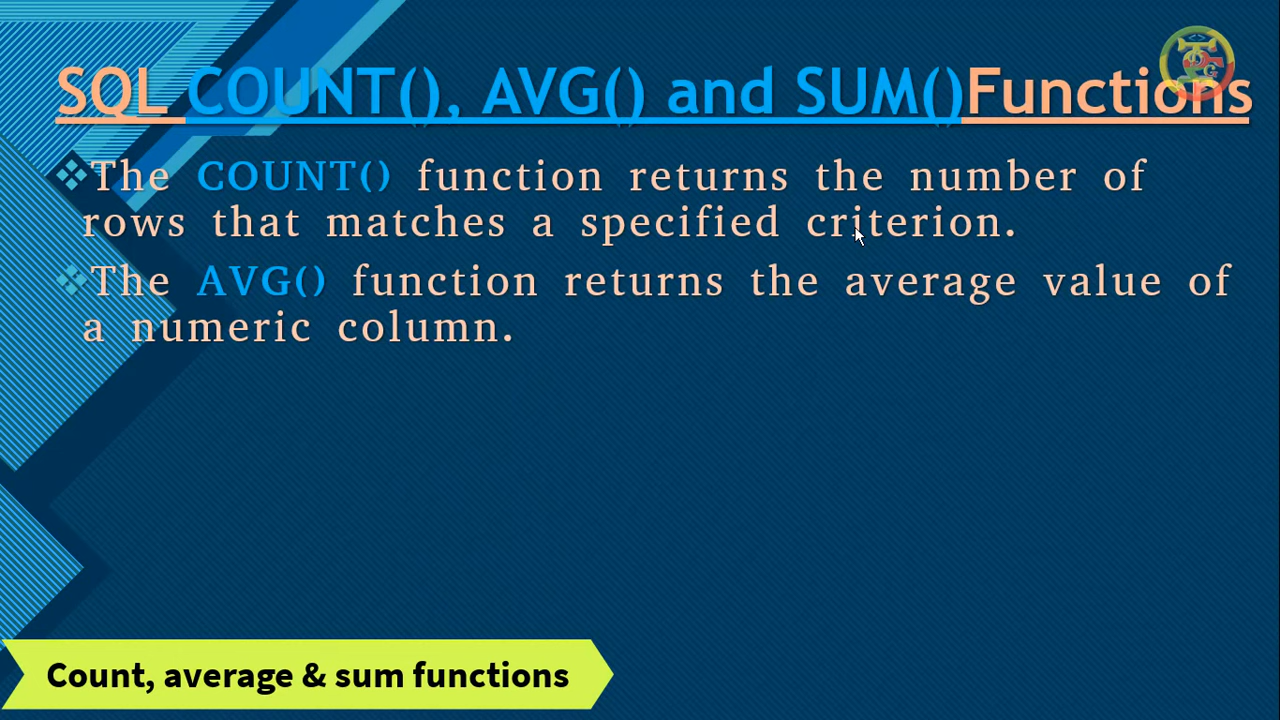 SQL COUNT(), AVG() and SUM()Functions
The COUNT() function returns the number of
rows that matches a specified criterion.
The AVG() function returns the average value of
a numeric column.
Count, average & sum functions